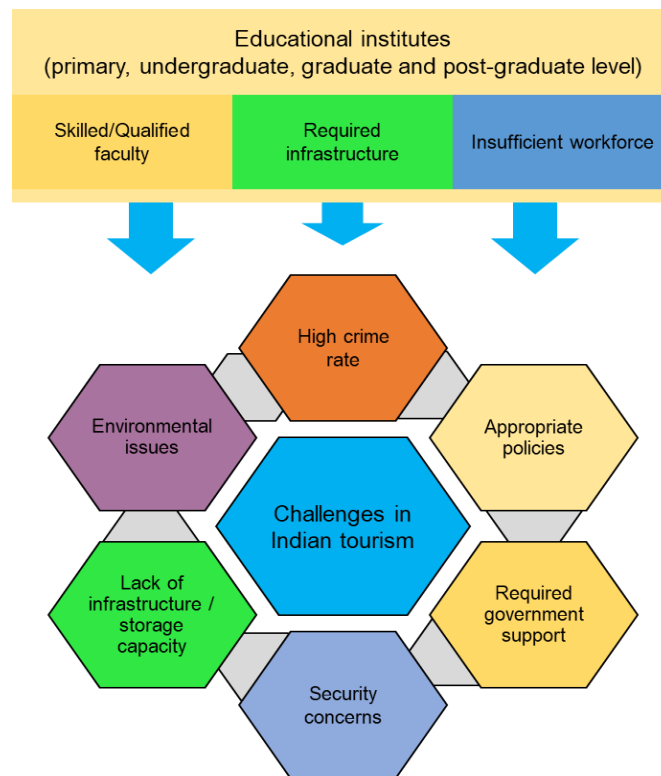 Educational institutes
(primary, undergraduate, graduate and post-graduate level)
Skilled/Qualified
faculty
Required
infrastructure
Insufficient workforce
High crime
rate
Environmental
issues
Appropriate
policies
Challenges in
Indian tourism
Lack of
infrastructure /
storage
capacity
Required
government
support
Security
concerns